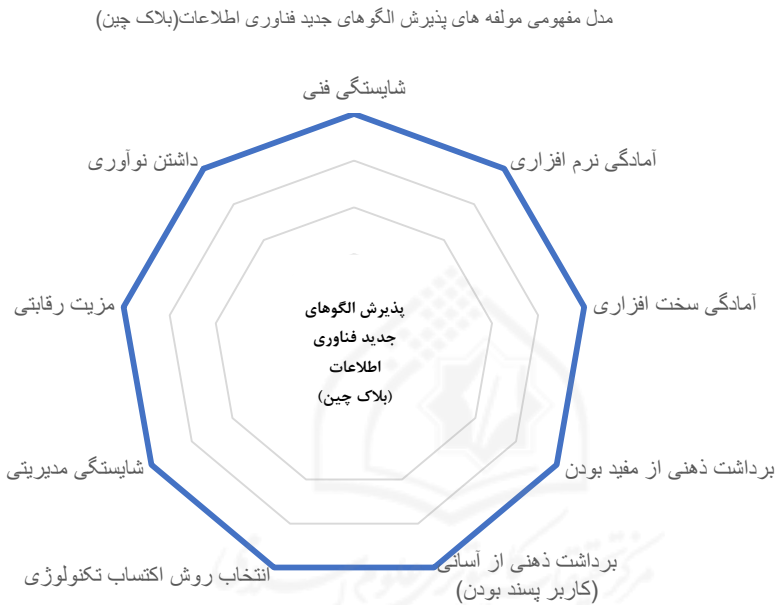 مدل مفهومی مولفه های پذیرش الگوهای جدید فناوری اطلاعات(بلاک چین)
شایستگی فنی
آمادگی نرم افزاری
آمادگی سخت افزاری
برداشت ذهنی از مفید بودن
برداشت ذهنی از آسانی
(کاربر پسند بودن)
انتخاب روش اکتساب تکنولوژی
شایستگی مدیریتی
مزیت رقابتی
داشتن نوآوری
پذیرش الگوهای
جدید فناوری
اطلاعات
(بلاک چین)